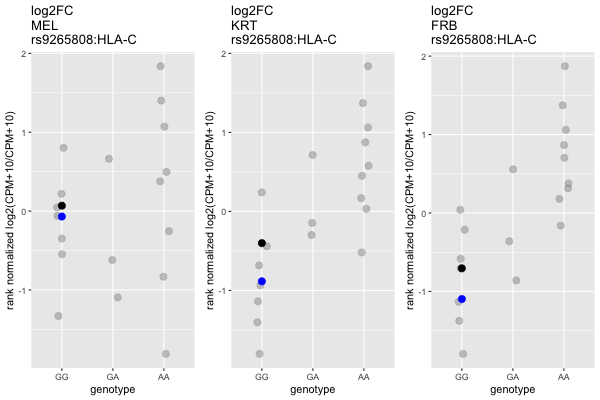 log2FC
MEL
rs9265808:HLA-C
rank normalized log2(CPM+10/CPM+10)
2
1
0
-1
GG
GA
AA
genotype
log2FC
KRT
rs9265808:HLA-C
rank normalized log2(CPM+10/CPM+10)
2
1
0
-1
GG
GA
AA
genotype
log2FC
FRB
rs9265808:HLA-C
rank normalized log2(CPM+10/CPM+10)
2
1
0
-1
GG
GA
AA
genotype